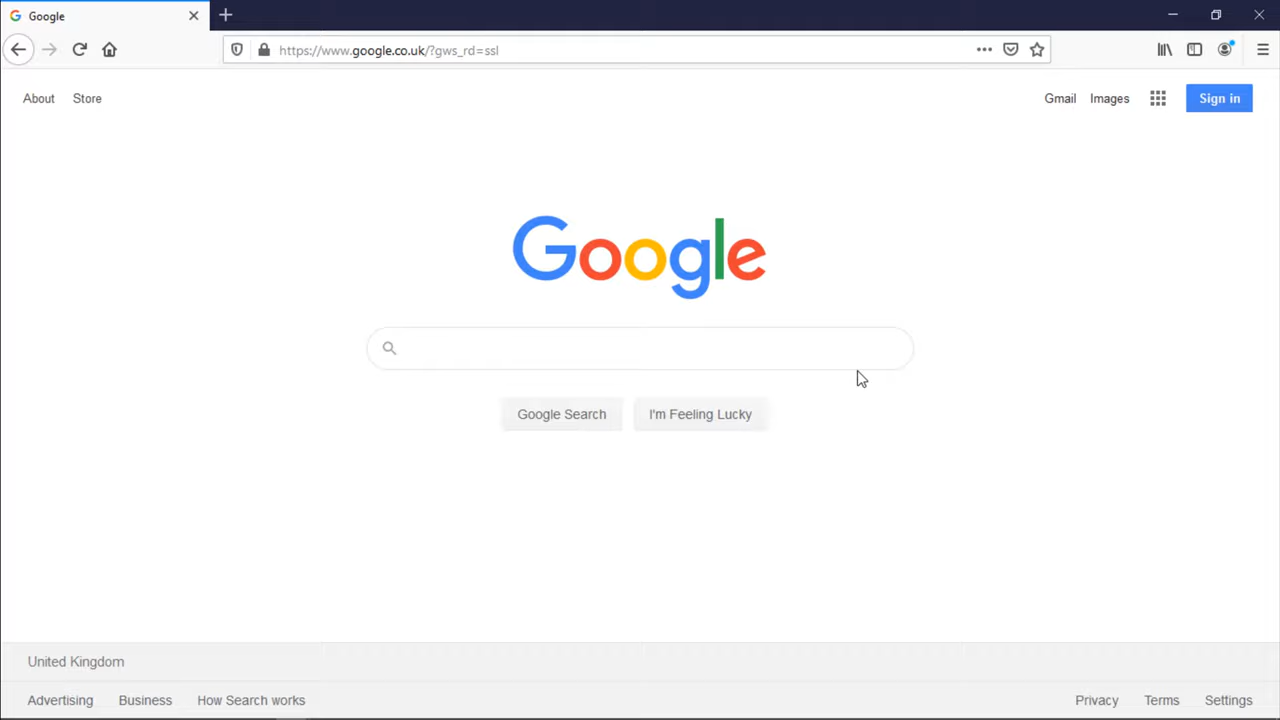 Google
https://www.google.co.uk/?gws_rd=ssl
About Store
Gmail Images Sign in
Google
Google Search I'm Feeling Lucky
United Kingdom
Advertising Business How Search works
Privacy Terms Settings